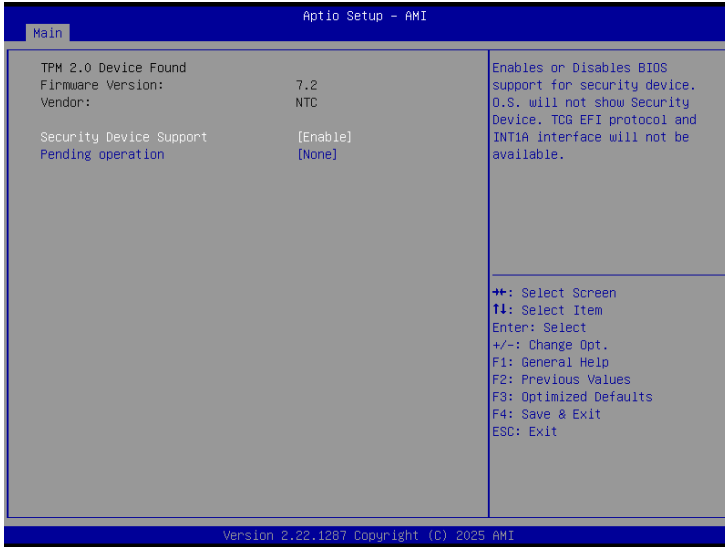 Aptio Setup – AMI
Main
TPM 2.0 Device Found
Firmware Version: 7.2
Vendor: NTC
Security Device Support [Enable]
Pending operation [None]
Enables or Disables BIOS
support for security device.
O.S. will not show Security
Device. TCG EFI protocol and
INT1A interface will not be
available.
→←: Select Screen
↑↓: Select Item
Enter: Select
+/-: Change Opt.
F1: General Help
F2: Previous Values
F3: Optimized Defaults
F4: Save & Exit
ESC: Exit
Version 2.22.1287 Copyright (C) 2025 AMI